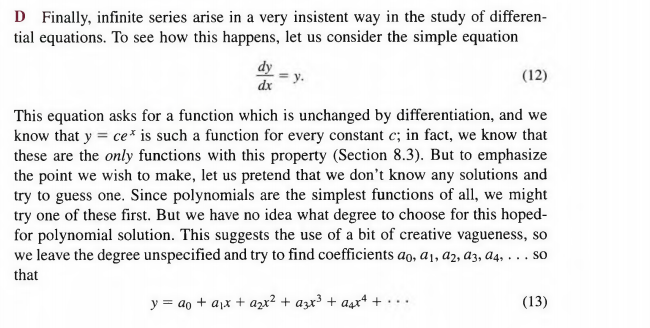 D Finally, infinite series arise in a very insistent way in the study of differen-
tial equations. To see how this happens, let us consider the simple equation
dy/dx = y. (12)
This equation asks for a function which is unchanged by differentiation, and we
know that y = ceˣ is such a function for every constant c; in fact, we know that
these are the only functions with this property (Section 8.3). But to emphasize
the point we wish to make, let us pretend that we don't know any solutions and
try to guess one. Since polynomials are the simplest functions of all, we might
try one of these first. But we have no idea what degree to choose for this hoped-
for polynomial solution. This suggests the use of a bit of creative vagueness, so
we leave the degree unspecified and try to find coefficients a₀, a₁, a₂, a₃, a₄, . . . so
that
y = a₀ + a₁x + a₂x² + a₃x³ + a₄x⁴ + · · · (13)